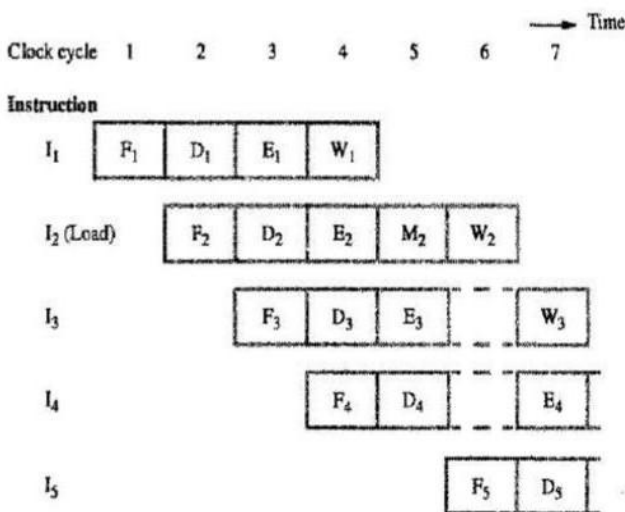 Time
Clock cycle 1 2 3 4 5 6 7
Instruction
I1 F1 D1 E1 W1
I2 (Load) F2 D2 E2 M2 W2
I3 F3 D3 E3 W3
I4 F4 D4 E4
I5 F5 D5